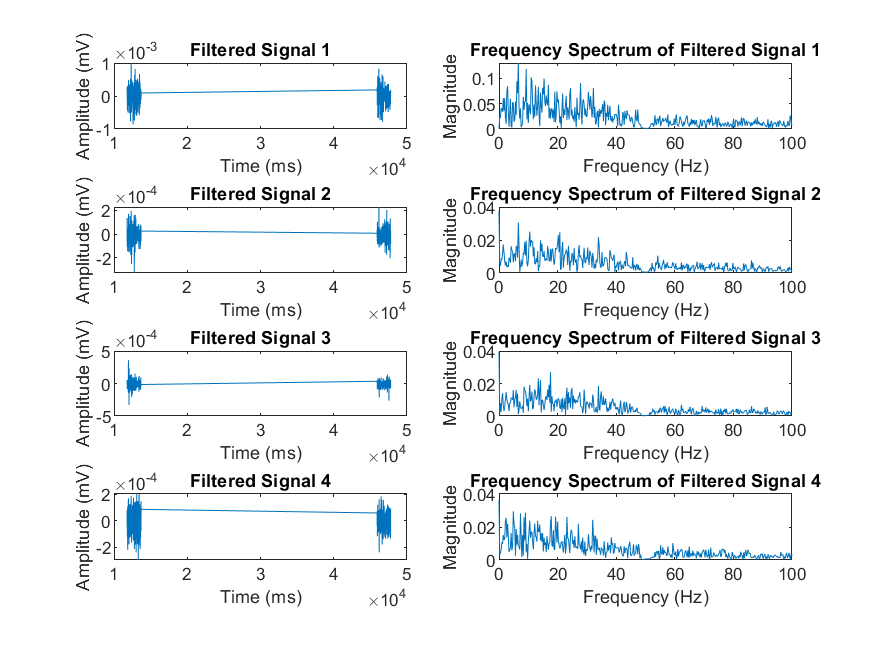 Filtered Signal 1
×10⁻³
Amplitude (mV)
1
0
-1
1 2 3 4 5
Time (ms)
×10⁴
Frequency Spectrum of Filtered Signal 1
Magnitude
0.1
0.05
0
0 20 40 60 80 100
Frequency (Hz)
Filtered Signal 2
×10⁻⁴
Amplitude (mV)
2
0
-2
1 2 3 4 5
Time (ms)
×10⁴
Frequency Spectrum of Filtered Signal 2
Magnitude
0.04
0.02
0
0 20 40 60 80 100
Frequency (Hz)
Filtered Signal 3
×10⁻⁴
Amplitude (mV)
5
0
-5
1 2 3 4 5
Time (ms)
×10⁴
Frequency Spectrum of Filtered Signal 3
Magnitude
0.04
0.02
0
0 20 40 60 80 100
Frequency (Hz)
Filtered Signal 4
×10⁻⁴
Amplitude (mV)
2
0
-2
1 2 3 4 5
Time (ms)
×10⁴
Frequency Spectrum of Filtered Signal 4
Magnitude
0.04
0.02
0
0 20 40 60 80 100
Frequency (Hz)